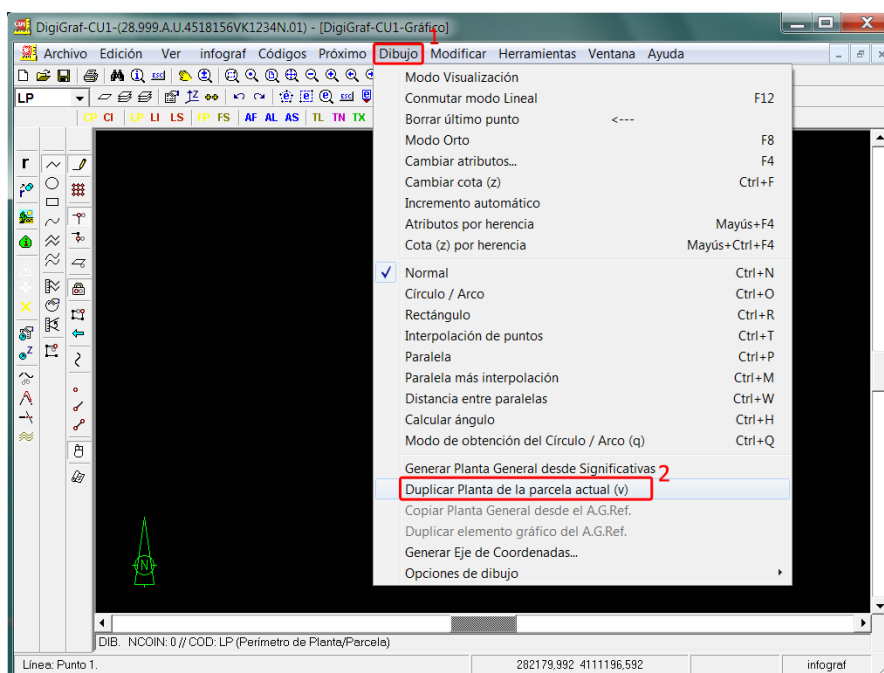 DigiGraf-CU1-(28.999.A.U.4518156VK1234N.01) - [DigiGraf-CU1-Gráfico]
1
Archivo Edición Ver infograf Códigos Próximo Dibujo Modificar Herramientas Ventana Ayuda
LP
CP CI LP LI LS FP FS AF AL AS TL TN TX
Modo Visualización
Conmutar modo Líneal F12
Borrar último punto <---
Modo Orto F8
Cambiar atributos... F4
Cambiar cota (z) Ctrl+F
Incremento automático
Atributos por herencia Mayús+F4
Cota (z) por herencia Mayús+Ctrl+F4
Normal Ctrl+N
Círculo / Arco Ctrl+O
Rectángulo Ctrl+R
Interpolación de puntos Ctrl+T
Paralela Ctrl+P
Paralela más interpolación Ctrl+M
Distancia entre paralelas Ctrl+W
Calcular ángulo Ctrl+H
Modo de obtención del Círculo / Arco (q) Ctrl+Q
Generar Planta General desde Significativas
2
Duplicar Planta de la parcela actual (v)
Copiar Planta General desde el A.G.Ref.
Duplicar elemento gráfico del A.G.Ref.
Generar Eje de Coordenadas...
Opciones de dibujo
N
DIB. NCOIN: 0 // COD: LP (Perímetro de Planta/Parcela)
Línea: Punto 1. 282179,992 4111196,592 infograf